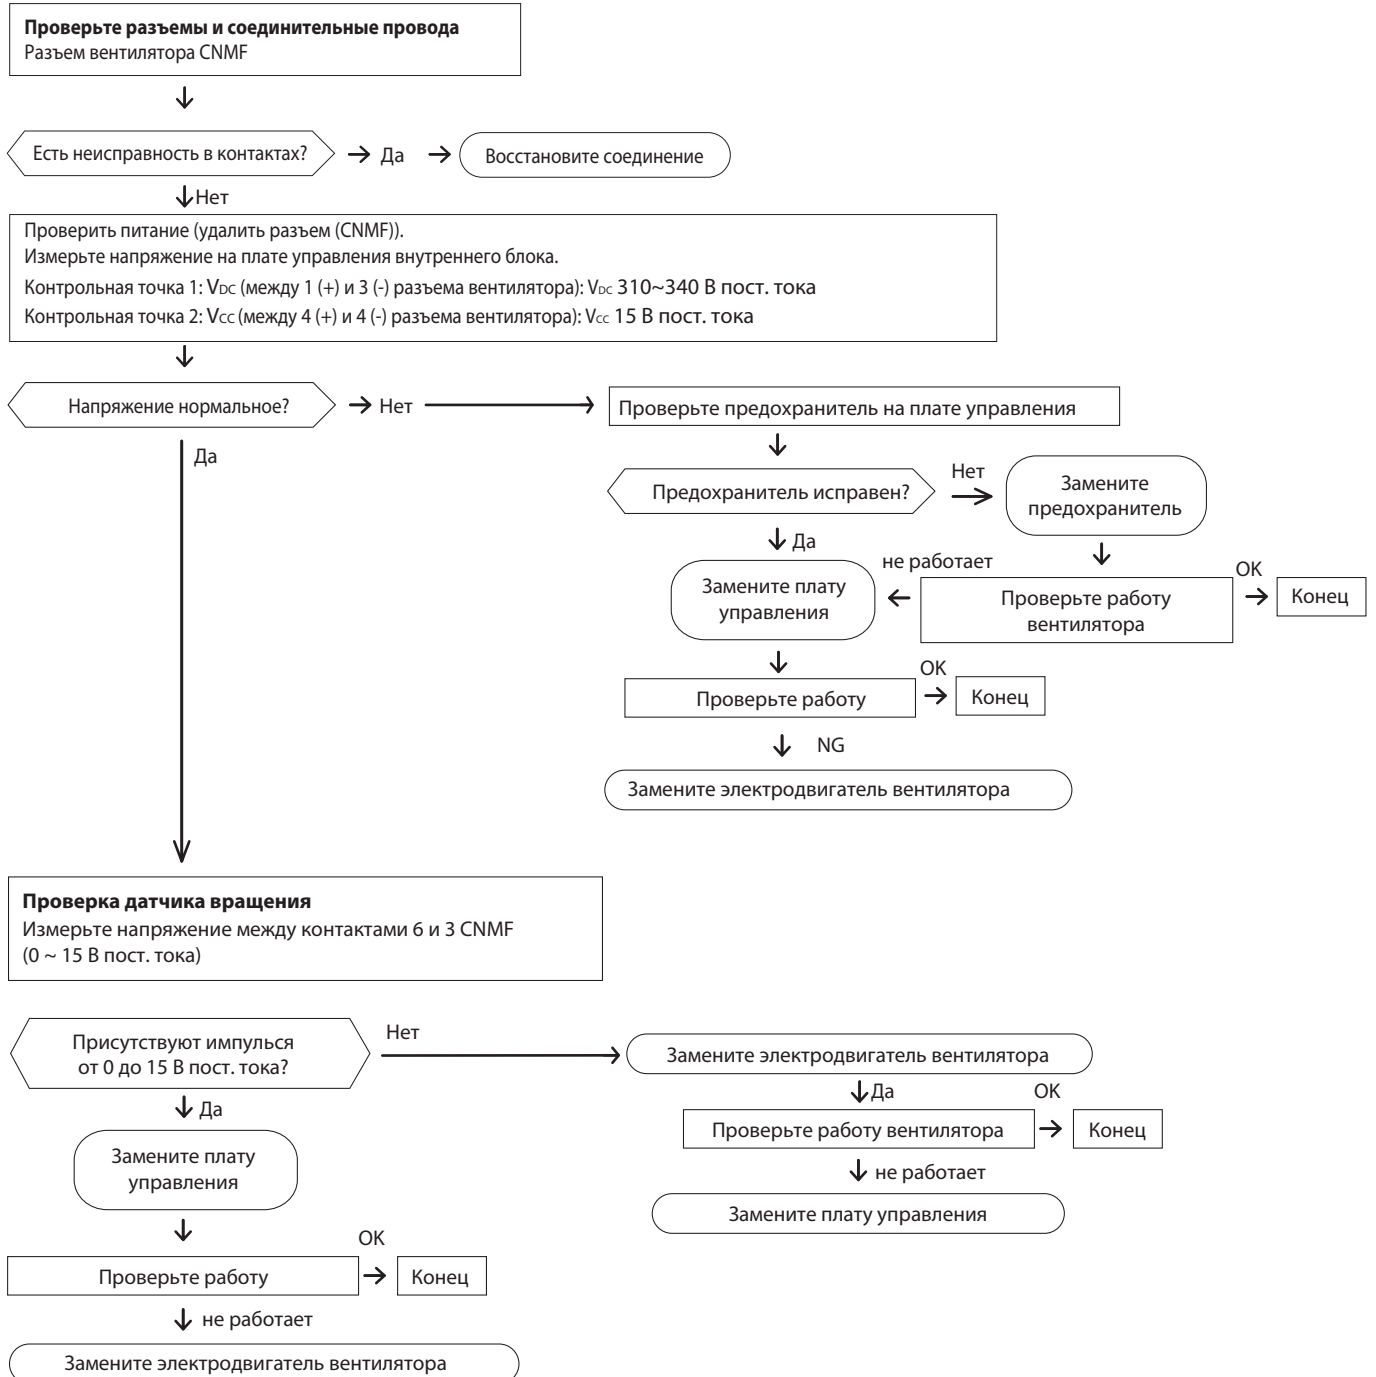 Проверьте разъемы и соединительные провода
Разъем вентилятора CNMF
Есть неисправность в контактах?
Да
Восстановите соединение
Нет
Проверить питание (удалить разъем (CNMF)).
Измерьте напряжение на плате управления внутреннего блока.
Контрольная точка 1: VDC (между 1 (+) и 3 (-) разъема вентилятора): VDC 310~340 В пост. тока
Контрольная точка 2: VCC (между 4 (+) и 4 (-) разъема вентилятора): VCC 15 В пост. тока
Напряжение нормальное?
Нет
Проверьте предохранитель на плате управления
Да
Предохранитель исправен?
Нет
Замените
предохранитель
Да
не работает
Замените плату
управления
Проверьте работу
вентилятора
OK
Конец
Проверьте работу
OK
Конец
NG
Замените электродвигатель вентилятора
Проверка датчика вращения
Измерьте напряжение между контактами 6 и 3 CNMF
(0 ~ 15 В пост. тока)
Присутствуют импулься
от 0 до 15 В пост. тока?
Нет
Замените электродвигатель вентилятора
Да
Проверьте работу вентилятора
OK
Конец
не работает
Замените плату управления
Да
Замените плату
управления
Проверьте работу
OK
Конец
не работает
Замените электродвигатель вентилятора